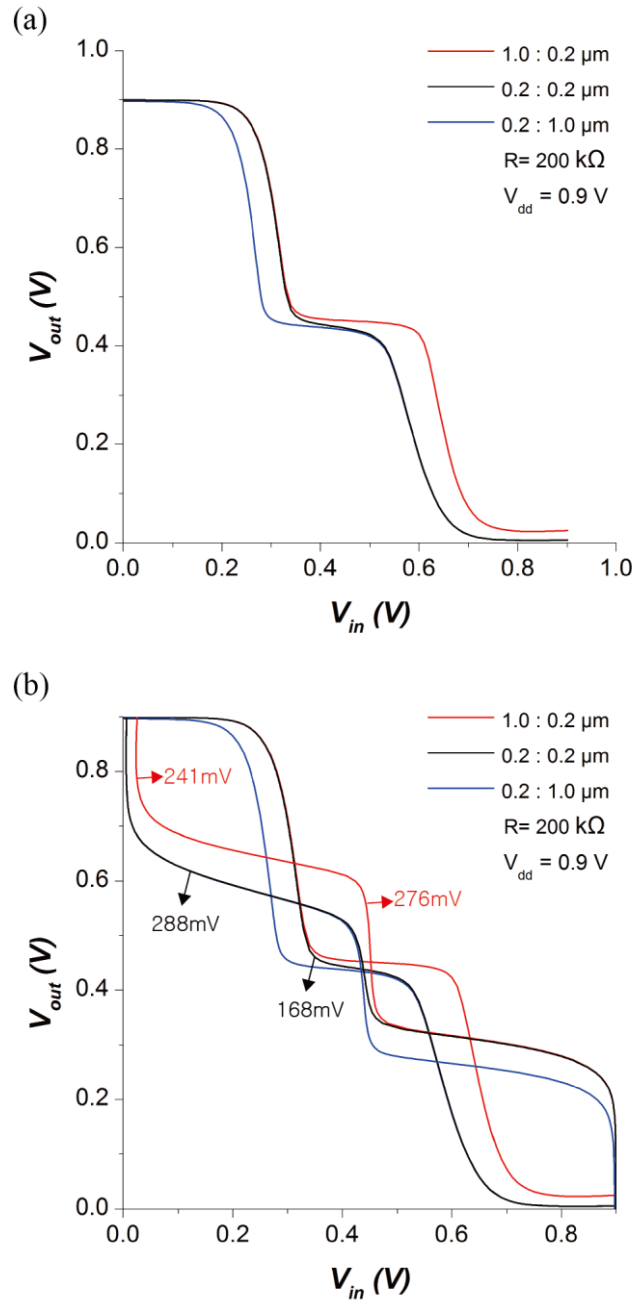 (a)
1.0
0.8
0.6
0.4
0.2
0.0
V_out (V)
1.0 : 0.2 µm
0.2 : 0.2 µm
0.2 : 1.0 µm
R= 200 kΩ
V_dd = 0.9 V
0.0 0.2 0.4 0.6 0.8 1.0
V_in (V)
(b)
0.8
0.6
0.4
0.2
0.0
V_out (V)
1.0 : 0.2 µm
0.2 : 0.2 µm
0.2 : 1.0 µm
R= 200 kΩ
V_dd = 0.9 V
241mV
276mV
288mV
168mV
0.0 0.2 0.4 0.6 0.8
V_in (V)